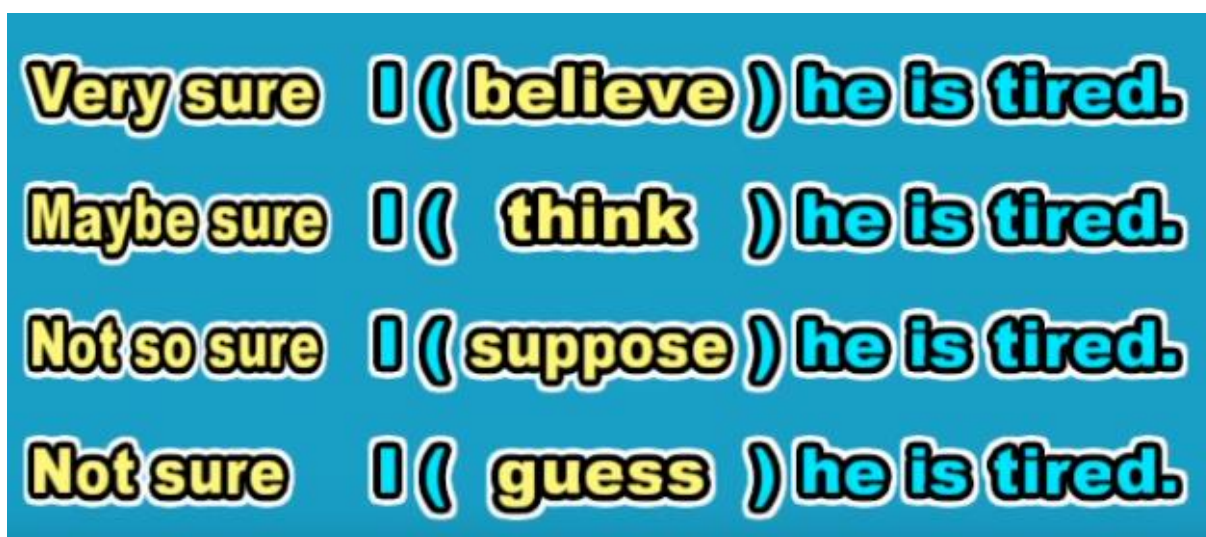 Very sure I ( believe ) he is tired.
Maybe sure I ( think ) he is tired.
Not so sure I ( suppose ) he is tired.
Not sure I ( guess ) he is tired.